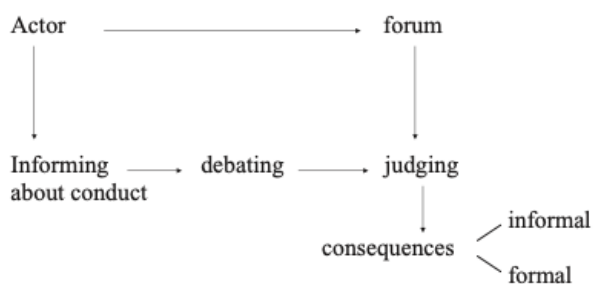 Actor forum
Informing debating judging
about conduct
informal
consequences
formal